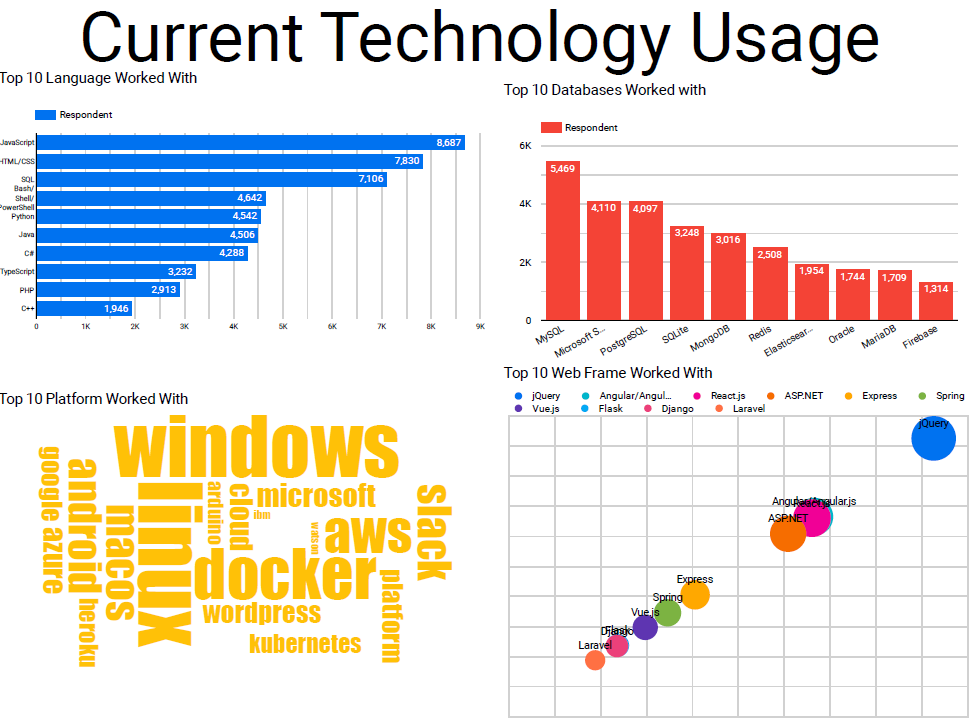 Current Technology Usage
Top 10 Language Worked With
Respondent
JavaScript
8,687
HTML/CSS
7,830
SQL
7,106
Bash/
Shell/
PowerShell
4,642
Python
4,542
Java
4,506
C#
4,288
TypeScript
3,232
PHP
2,913
C++
1,946
0 1K 2K 3K 4K 5K 6K 7K 8K 9K
Top 10 Databases Worked with
Respondent
6K
4K
2K
0
5,469
4,110
4,097
3,248
3,016
2,508
1,954
1,744
1,709
1,314
MySQL
Microsoft S...
PostgreSQL
SQLite
MongoDB
Redis
Elasticsear...
Oracle
MariaDB
Firebase
Top 10 Platform Worked With
windows
google azure
android
heroku
macos
linux
arduino
cloud
microsoft
ibm
watson
aws
slack
docker
wordpress
platform
kubernetes
Top 10 Web Frame Worked With
jQuery Angular/Angul... React.js ASP.NET Express Spring
Vue.js Flask Django Laravel
jQuery
Angular/Angular.js
React.js
ASP.NET
Express
Spring
Vue.js
Flask
Django
Laravel